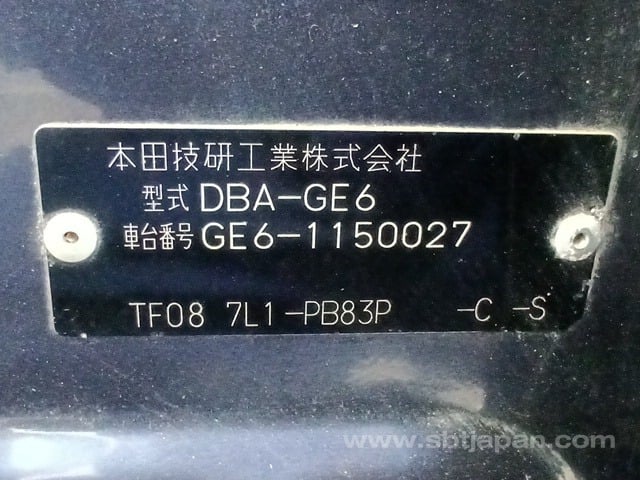 本田技研工業株式会社
型式 DBA-GE6
車台番号 GE6-1150027
TF08 7L1-PB83P -C -S
www.sbtjapan.com